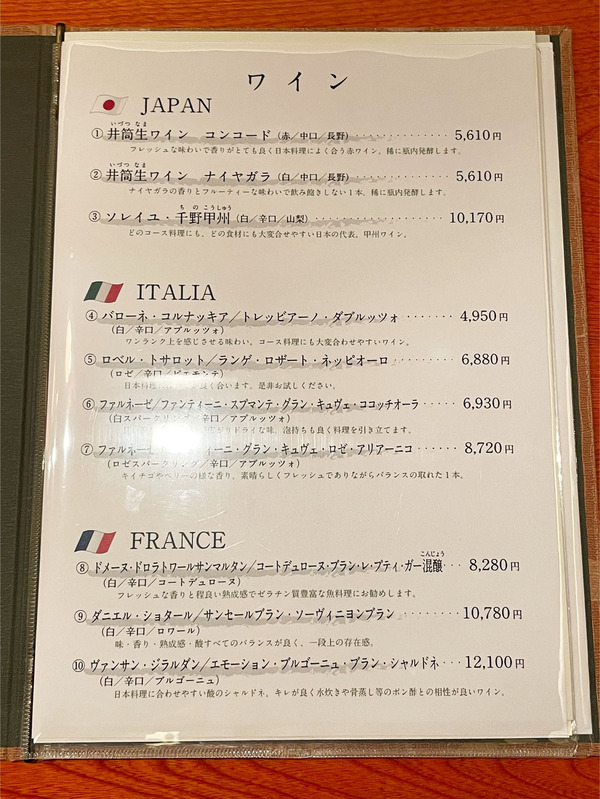 ワイン
JAPAN
①井筒生ワイン コンコード（赤／中口／長野）‥‥‥‥‥‥ 5,610円
フレッシュな味わいで香りがとても良く日本料理によく合う赤ワイン。稀に瓶内発酵します。
②井筒生ワイン ナイヤガラ（白／中口／長野）‥‥‥‥‥‥ 5,610円
ナイヤガラの香りとフルーティーな味わいで飲み飽きしない1本。稀に瓶内発酵します。
③ソレイユ・千野甲州（白／辛口／山梨）‥‥‥‥‥‥ 10,170円
どのコース料理にも、どの食材にも大変合せやすい日本の代表。甲州ワイン。
ITALIA
④バローネ・コルナッキア／トレッビアーノ・ダブルッツォ ‥‥‥ 4,950円
（白／辛口／アブルッツォ）
ワンランク上を感じさせる味わい。コース料理にも大変合わせやすいワイン。
⑤ロベル・トサロット／ランゲ・ロザート・ネッビオーロ ‥‥‥ 6,880円
（ロゼ／辛口／ピエモンテ）
日本料理に 良く合います。是非お試しください。
⑥ファルネーゼ／ファンティーニ・スプマンテ・グラン・キュヴェ・ココッチオーラ ‥‥ 6,930円
（白スパークリング／辛口／アブルッツォ）
がりドライな味。泡持ちも良く料理を引き立てます。
⑦ファルネーゼ ティーニ・グラン・キュヴェ・ロゼ・アリアーニコ ‥‥‥ 8,720円
（ロゼスパークリング／辛口／アブルッツォ）
キイチゴやベリーの様な香り。素晴らしくフレッシュでありながらバランスの取れた1本。
FRANCE
⑧ドメーヌ・ドロラトワールサンマルタン／コートデュローヌ・ブラン・レ・プティ・ガー混醸 ‥ 8,280円
（白／辛口／コートデュローヌ）
フレッシュな香りと程良い熟成感でゼラチン質豊富な魚料理にお勧めします。
⑨ダニエル・ショタール／サンセールブラン・ソーヴィニヨンブラン ‥‥‥ 10,780円
（白／辛口／ロワール）
味・香り・熟成感・酸すべてのバランスが良く、一段上の存在感。
⑩ヴァンサン・ジラルダン／エモーション・ブルゴーニュ・ブラン・シャルドネ ‥‥ 12,100円
（白／辛口／ブルゴーニュ）
日本料理に合わせやすい酸のシャルドネ。キレが良く水炊きや骨蒸し等のポン酢との相性が良いワイン。